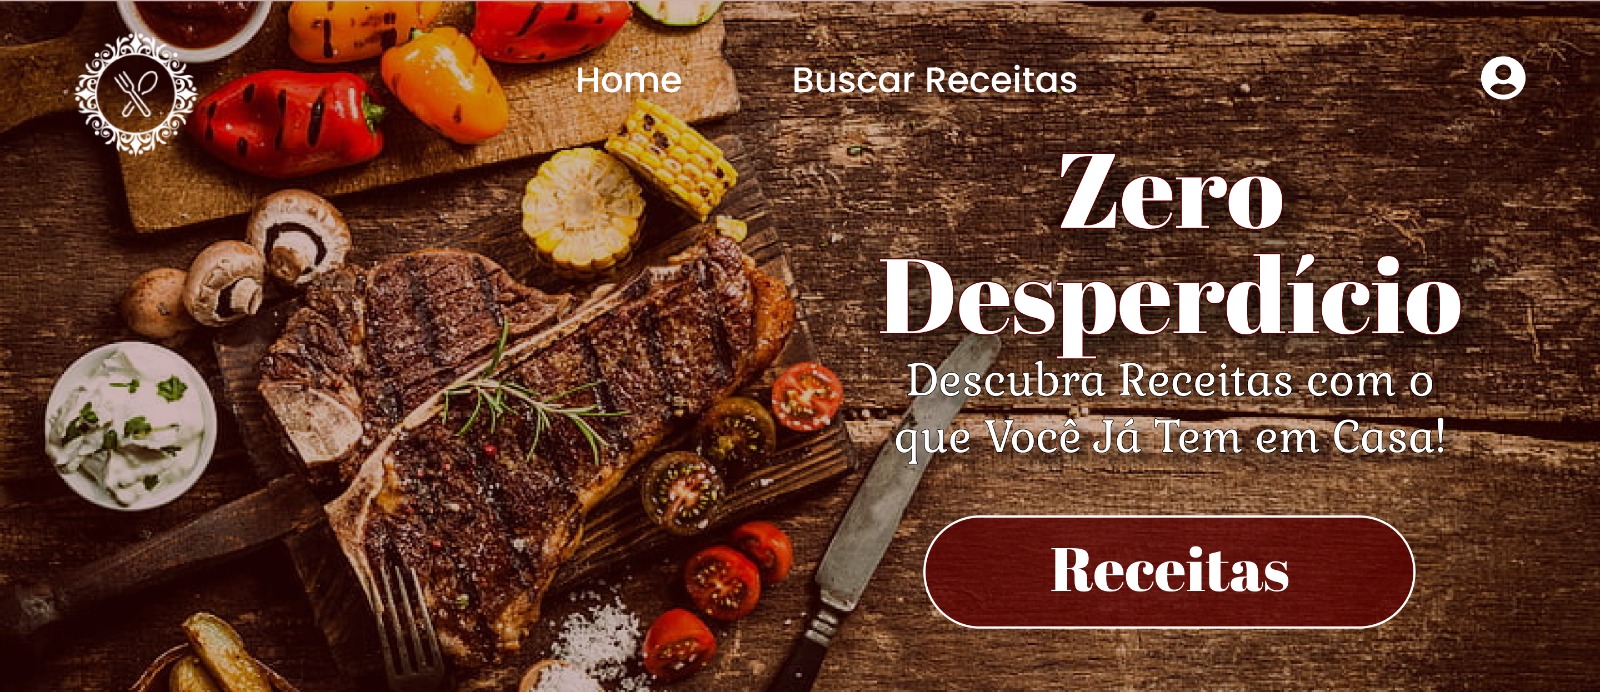 Home
Buscar Receitas
Zero
Desperdício
Descubra Receitas com o
que Você Já Tem em Casa!
Receitas